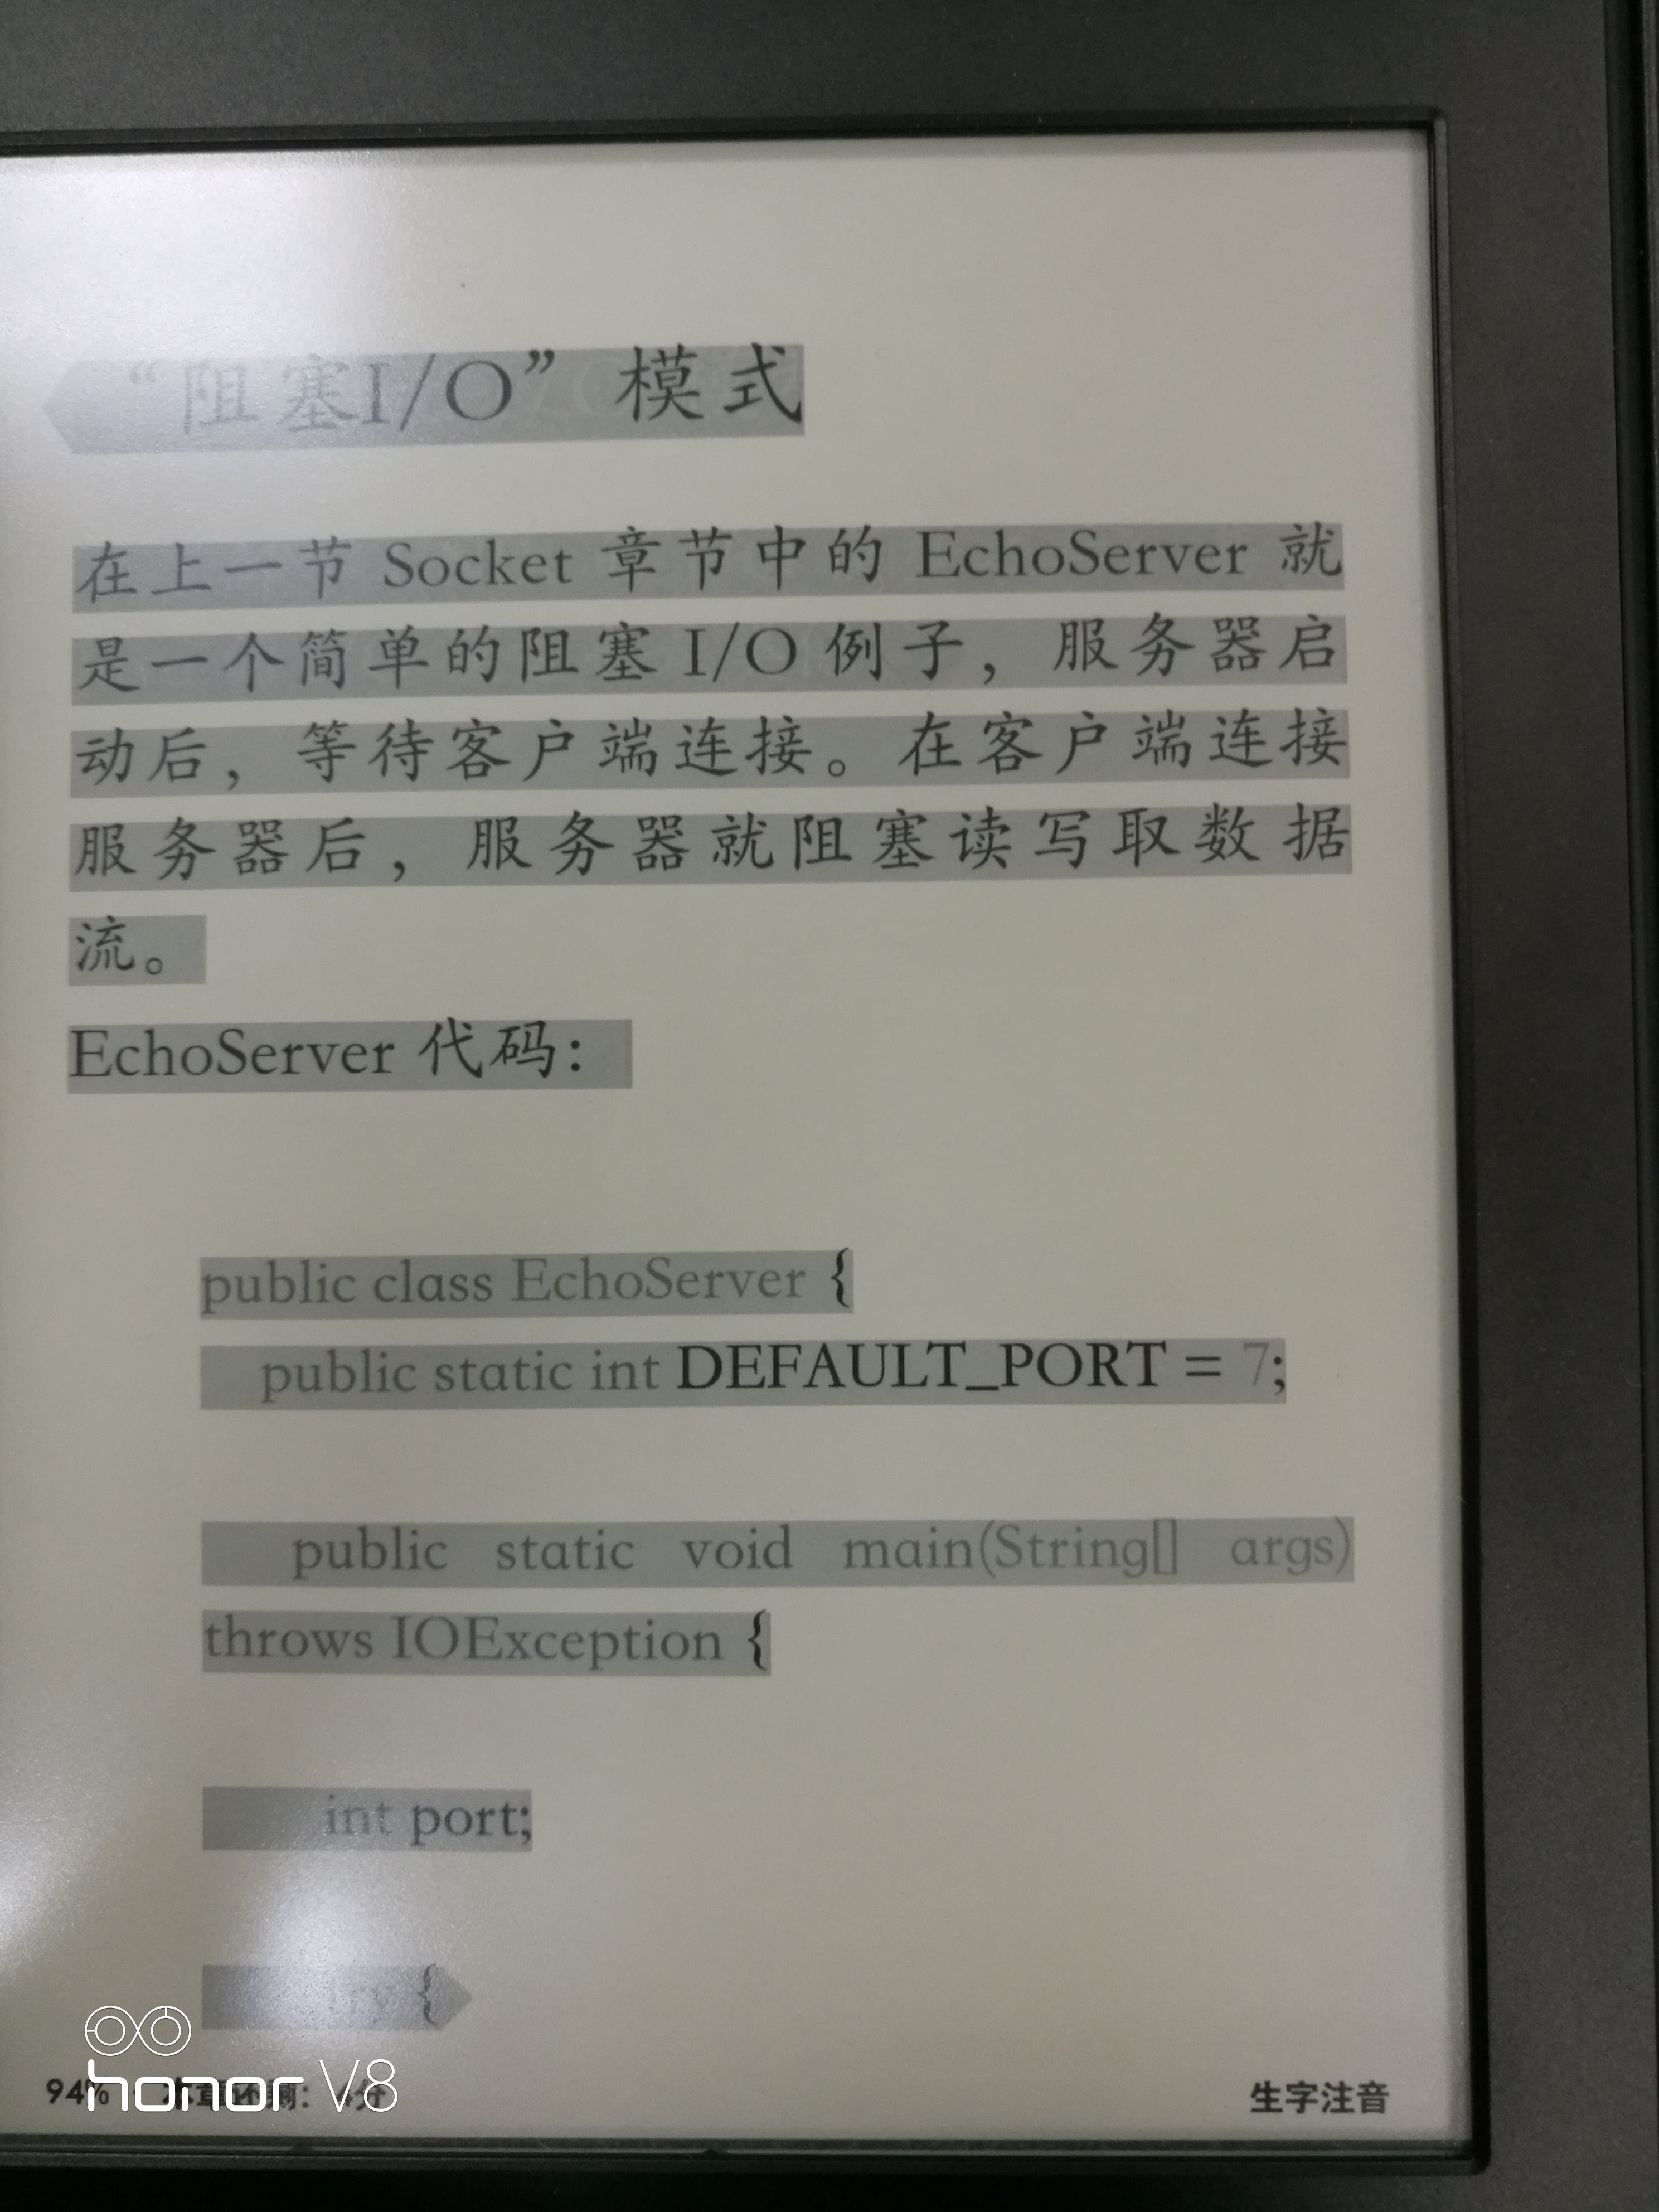 “阻塞I/O”模式
在上一节 Socket 章节中的 EchoServer 就
是一个简单的阻塞 I/O 例子，服务器启
动后，等待客户端连接。在客户端连接
服务器后，服务器就阻塞读写取数据
流。
EchoServer 代码：
public class EchoServer {
public static int DEFAULT_PORT = 7;
public static void main(String[] args)
throws IOException {
int port;
try {
honor V8
94% 本章 分
生字注音